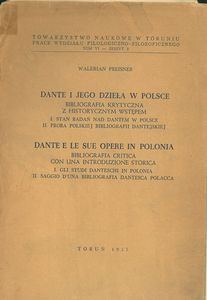 TOWARZYSTWO NAUKOWE W TORUNIU
PRACE WYDZIAŁU FILOLOGICZNO-FILOZOFICZNEGO
TOM VI — ZESZYT 2
WALERIAN PREISNER
DANTE I JEGO DZIEŁA W POLSCE
BIBLIOGRAFIA KRYTYCZNA
Z HISTORYCZNYM WSTĘPEM
I. STAN BADAŃ NAD DANTEM W POLSCE
II. PRÓBA POLSKIEJ BIBLIOGRAFII DANTEJSKIEJ
DANTE E LE SUE OPERE IN POLONIA
BIBLIOGRAFIA CRITICA
CON UNA INTRODUZIONE STORICA
I. GLI STUDI DANTESCHI IN POLONIA
II. SAGGIO D'UNA BIBLIOGRAFIA DANTESCA POLACCA
TORUŃ 1957